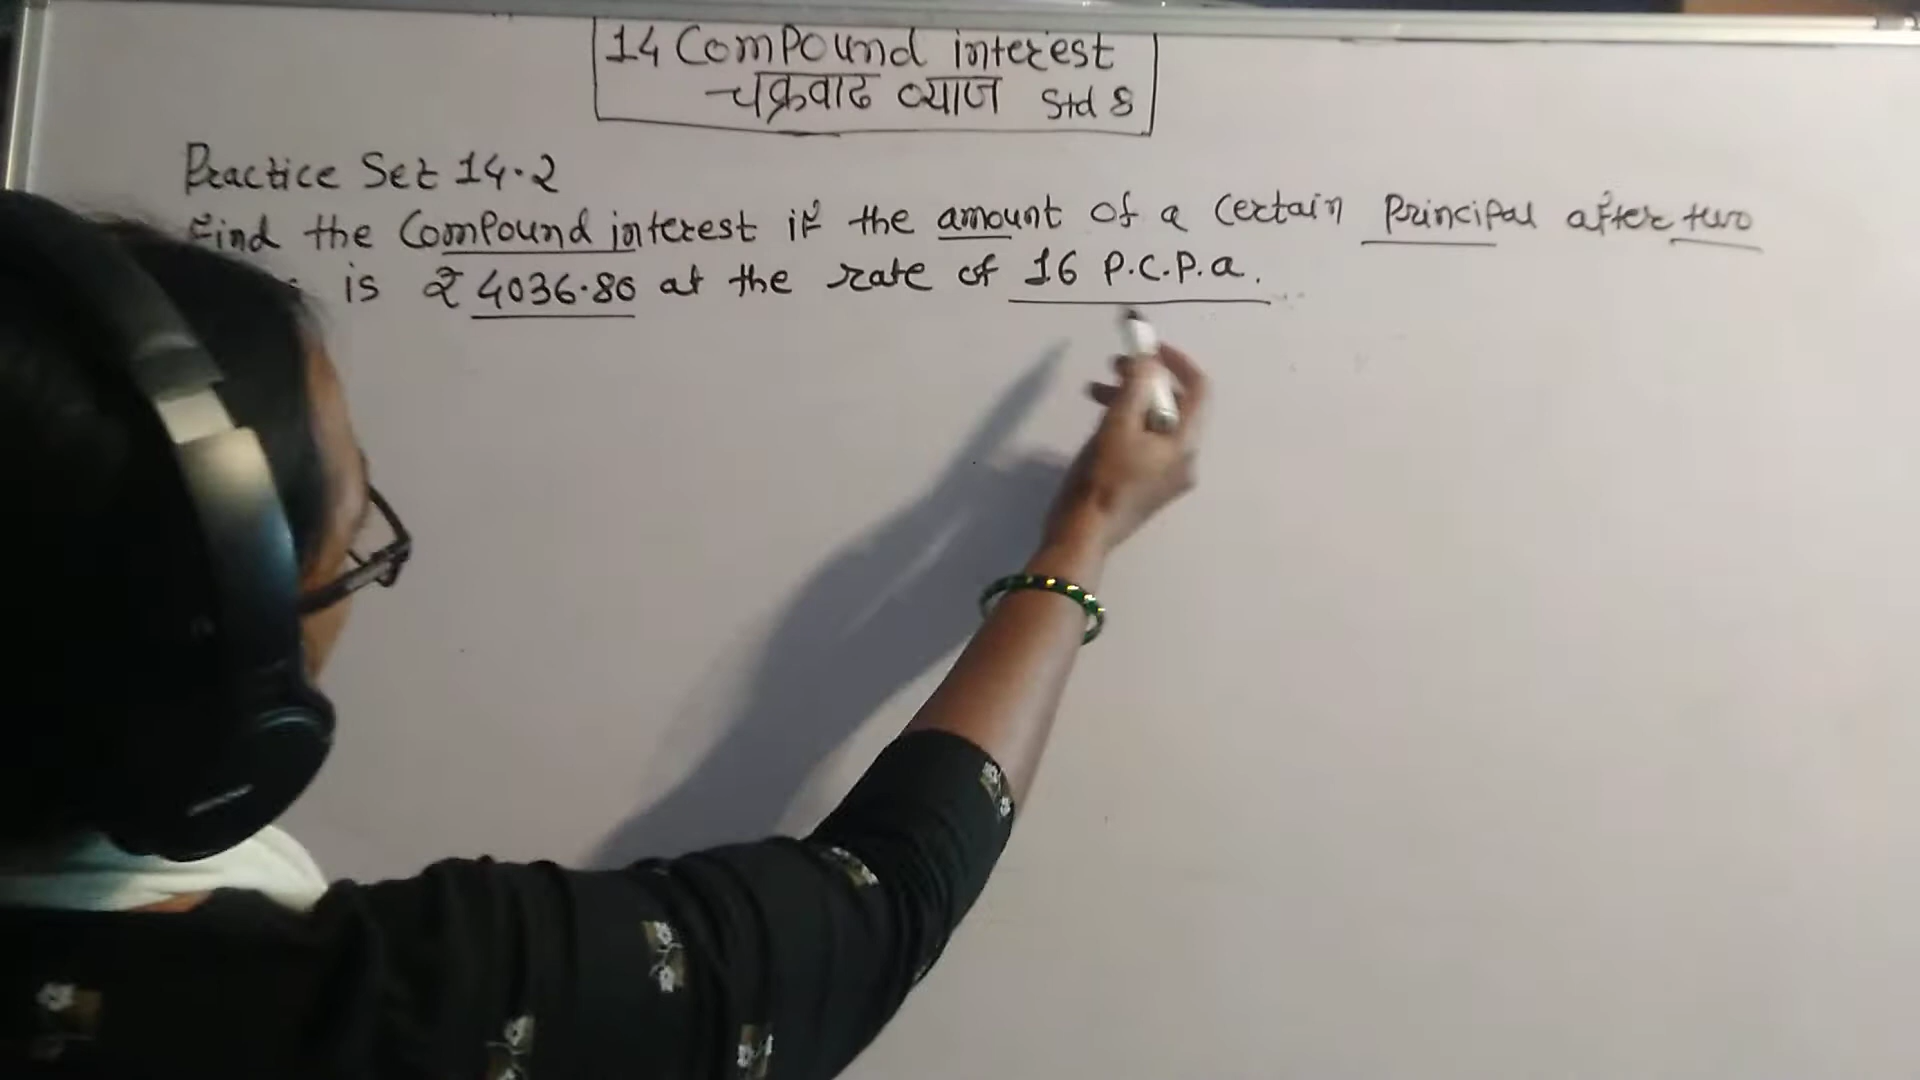 14 Compound interest
चक्रवाढ व्याज Std 8
Practice Set 14.2
Find the Compound interest if the amount of a certain Principal after two
is ₹ 4036.80 at the rate of 16 P.C.P.a.